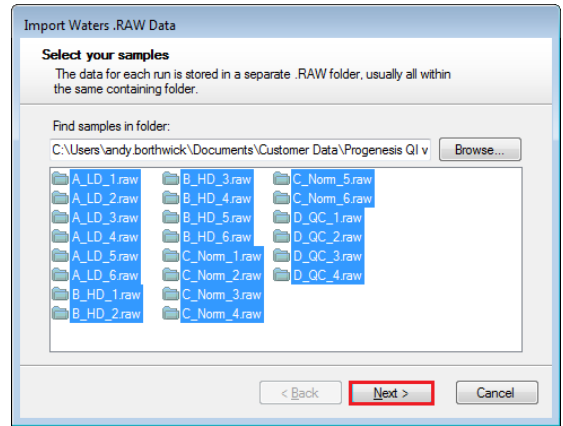 Import Waters .RAW Data
Select your samples
The data for each run is stored in a separate .RAW folder, usually all within
the same containing folder.
Find samples in folder:
C:\Users\andy.borthwick\Documents\Customer Data\Progenesis QI v
Browse...
A_LD_1.raw
A_LD_2.raw
A_LD_3.raw
A_LD_4.raw
A_LD_5.raw
A_LD_6.raw
B_HD_1.raw
B_HD_2.raw
B_HD_3.raw
B_HD_4.raw
B_HD_5.raw
B_HD_6.raw
C_Norm_1.raw
C_Norm_2.raw
C_Norm_3.raw
C_Norm_4.raw
C_Norm_5.raw
C_Norm_6.raw
D_QC_1.raw
D_QC_2.raw
D_QC_3.raw
D_QC_4.raw
< Back
Next >
Cancel